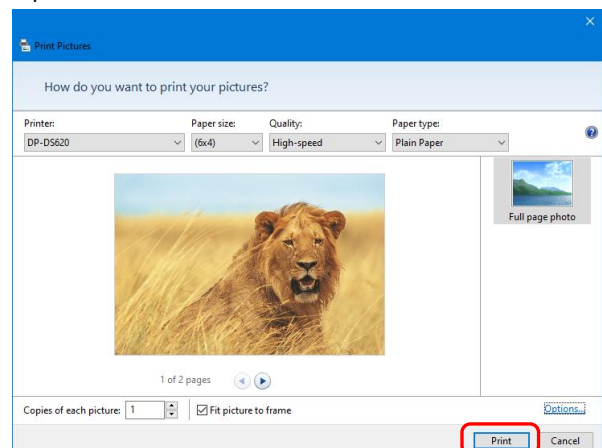 Print Pictures
How do you want to print your pictures?
Printer: Paper size: Quality: Paper type:
DP-DS620 (6x4) High-speed Plain Paper
Full page photo
1 of 2 pages
Copies of each picture: 1 Fit picture to frame Options...
Print Cancel